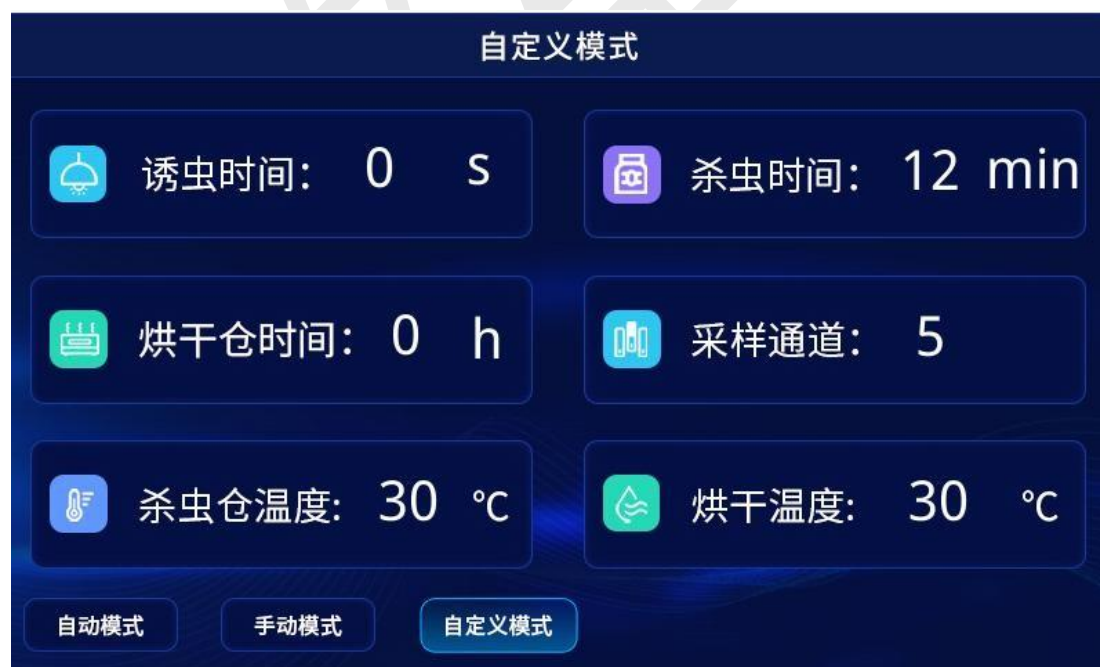 自定义模式
诱虫时间： 0 s
杀虫时间： 12 min
烘干仓时间： 0 h
采样通道： 5
杀虫仓温度: 30 ℃
烘干温度: 30 ℃
自动模式 手动模式 自定义模式